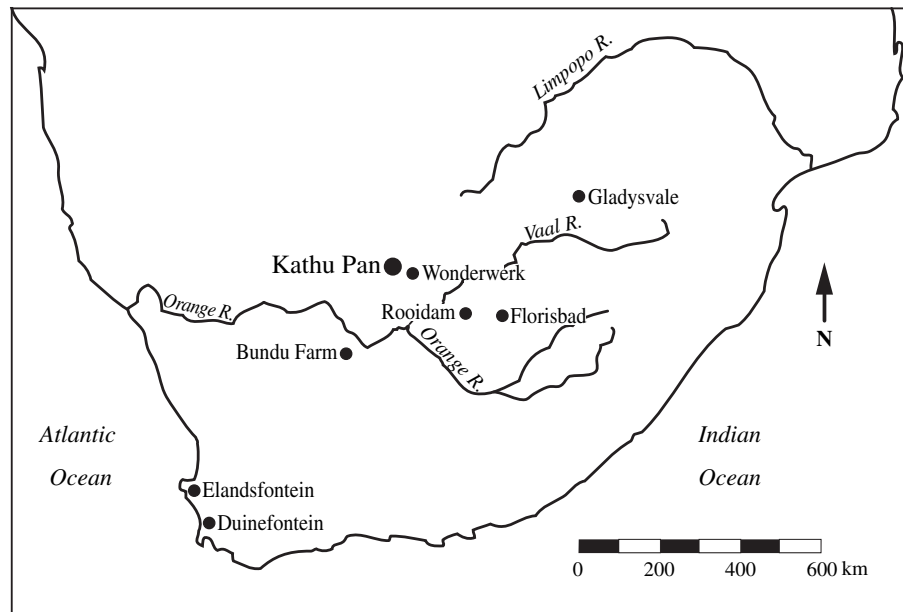 Limpopo R.
Gladysvale
Vaal R.
Kathu Pan
Wonderwerk
Orange R.
Rooidam
Florisbad
Bundu Farm
Orange R.
N
Atlantic
Ocean
Indian
Ocean
Elandsfontein
Duinefontein
0 200 400 600 km